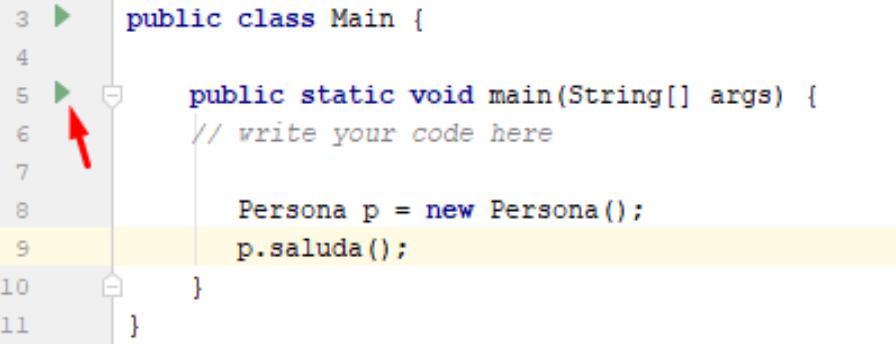 3 public class Main {
4
5 public static void main(String[] args) {
6 // write your code here
7
8 Persona p = new Persona();
9 p.saluda();
10 }
11 }